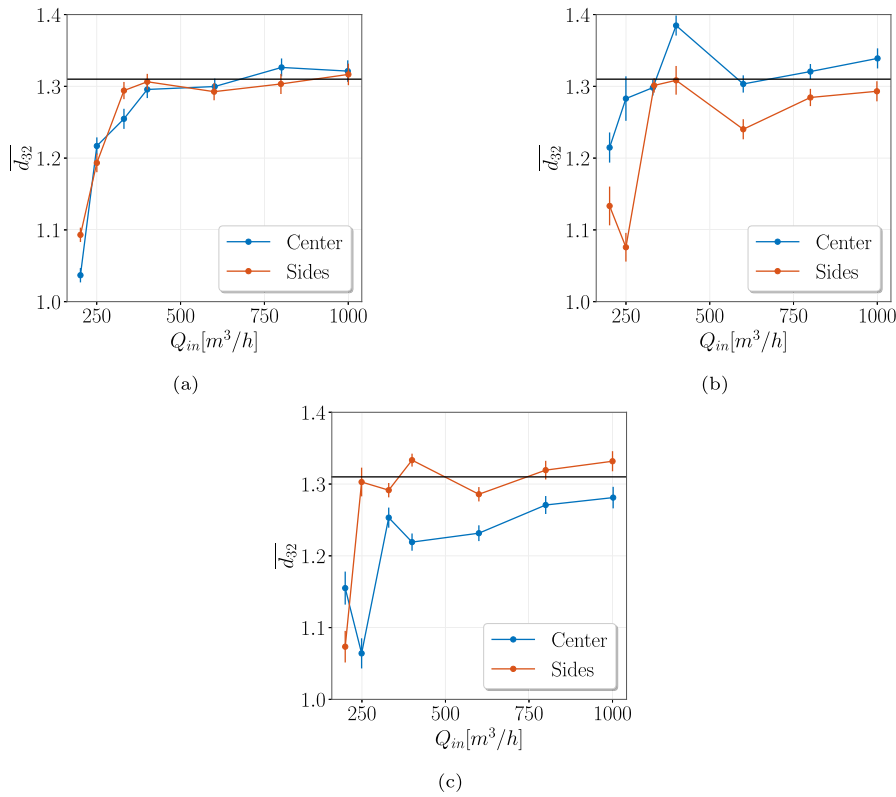 1.4
1.3
1.2
1.1
1.0
d32
250
500
750
1000
Qin[m³/h]
Center
Sides
(a)
1.4
1.3
1.2
1.1
1.0
d32
250
500
750
1000
Qin[m³/h]
Center
Sides
(b)
1.4
1.3
1.2
1.1
1.0
d32
250
500
750
1000
Qin[m³/h]
Center
Sides
(c)